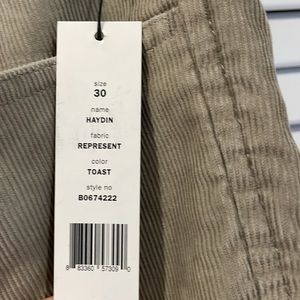 size
30
name
HAYDIN
fabric
REPRESENT
color
TOAST
style no
B0674222
8 83360 57309 0